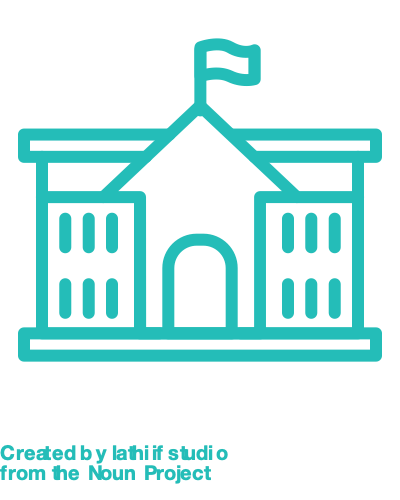 Created by lathiif studio
from the Noun Project